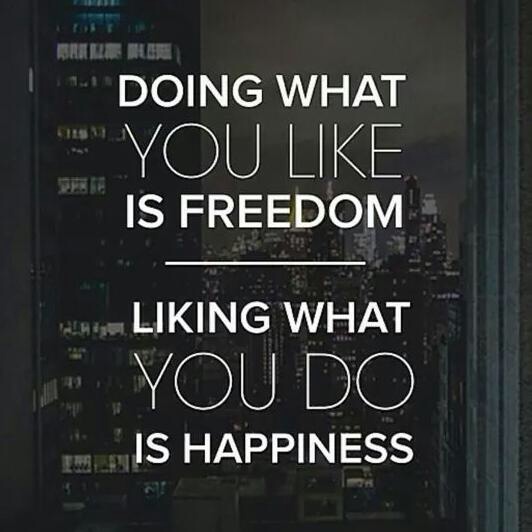 DOING WHAT
YOU LIKE
IS FREEDOM
LIKING WHAT
YOU DO
IS HAPPINESS